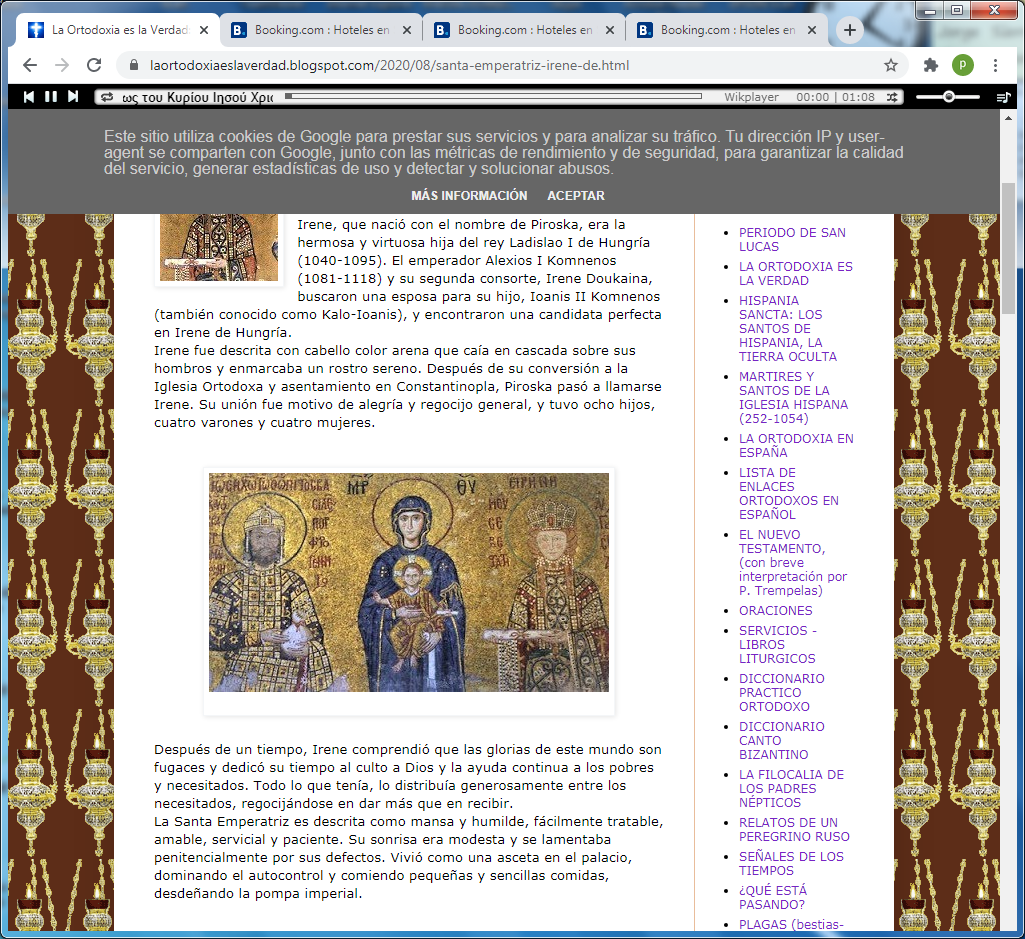 La Ortodoxia es la Verdad
Booking.com : Hoteles en
Booking.com : Hoteles en
Booking.com : Hoteles en
laortodoxiaeslaverdad.blogspot.com/2020/08/santa-emperatriz-irene-de.html
P
ως του Κυρίου Ιησού Χρι
Wikplayer 00:00 | 01:08
Este sitio utiliza cookies de Google para prestar sus servicios y para analizar su tráfico. Tu dirección IP y user-
agent se comparten con Google, junto con las métricas de rendimiento y de seguridad, para garantizar la calidad
del servicio, generar estadísticas de uso y detectar y solucionar abusos.
MÁS INFORMACIÓN ACEPTAR
Irene, que nació con el nombre de Piroska, era la
hermosa y virtuosa hija del rey Ladislao I de Hungría
(1040-1095). El emperador Alexios I Komnenos
(1081-1118) y su segunda consorte, Irene Doukaina,
buscaron una esposa para su hijo, Ioanis II Komnenos
(también conocido como Kalo-Ioanis), y encontraron una candidata perfecta
en Irene de Hungría.
Irene fue descrita con cabello color arena que caía en cascada sobre sus
hombros y enmarcaba un rostro sereno. Después de su conversión a la
Iglesia Ortodoxa y asentamiento en Constantinopla, Piroska pasó a llamarse
Irene. Su unión fue motivo de alegría y regocijo general, y tuvo ocho hijos,
cuatro varones y cuatro mujeres.
ΜΡ ΘΥ
Después de un tiempo, Irene comprendió que las glorias de este mundo son
fugaces y dedicó su tiempo al culto a Dios y la ayuda continua a los pobres
y necesitados. Todo lo que tenía, lo distribuía generosamente entre los
necesitados, regocijándose en dar más que en recibir.
La Santa Emperatriz es descrita como mansa y humilde, fácilmente tratable,
amable, servicial y paciente. Su sonrisa era modesta y se lamentaba
penitencialmente por sus defectos. Vivió como una asceta en el palacio,
dominando el autocontrol y comiendo pequeñas y sencillas comidas,
desdeñando la pompa imperial.
PERIODO DE SAN
LUCAS
LA ORTODOXIA ES
LA VERDAD
HISPANIA
SANCTA: LOS
SANTOS DE
HISPANIA, LA
TIERRA OCULTA
MARTIRES Y
SANTOS DE LA
IGLESIA HISPANA
(252-1054)
LA ORTODOXIA EN
ESPAÑA
LISTA DE
ENLACES
ORTODOXOS EN
ESPAÑOL
EL NUEVO
TESTAMENTO,
(con breve
interpretación por
P. Trempelas)
ORACIONES
SERVICIOS -
LIBROS
LITURGICOS
DICCIONARIO
PRACTICO
ORTODOXO
DICCIONARIO
CANTO
BIZANTINO
LA FILOCALIA DE
LOS PADRES
NÉPTICOS
RELATOS DE UN
PEREGRINO RUSO
SEÑALES DE LOS
TIEMPOS
¿QUÉ ESTÁ
PASANDO?
PLAGAS (bestias-